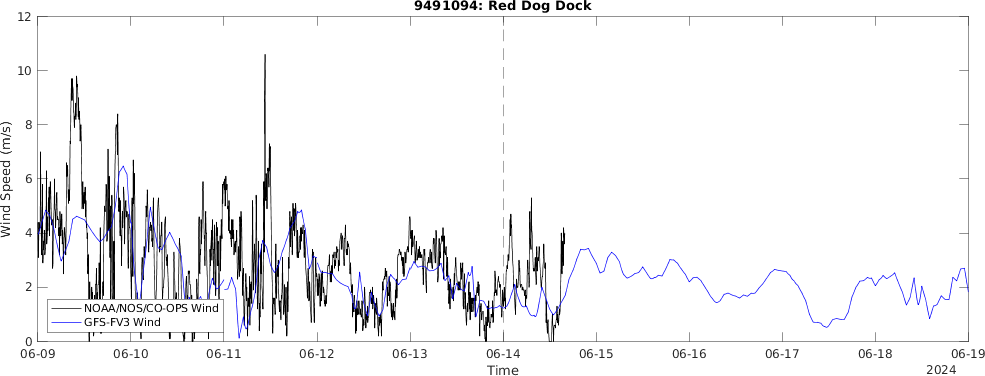 9491094: Red Dog Dock
12
10
8
6
4
2
0
Wind Speed (m/s)
NOAA/NOS/CO-OPS Wind
GFS-FV3 Wind
06-09 06-10 06-11 06-12 06-13 06-14 06-15 06-16 06-17 06-18 06-19
Time
2024